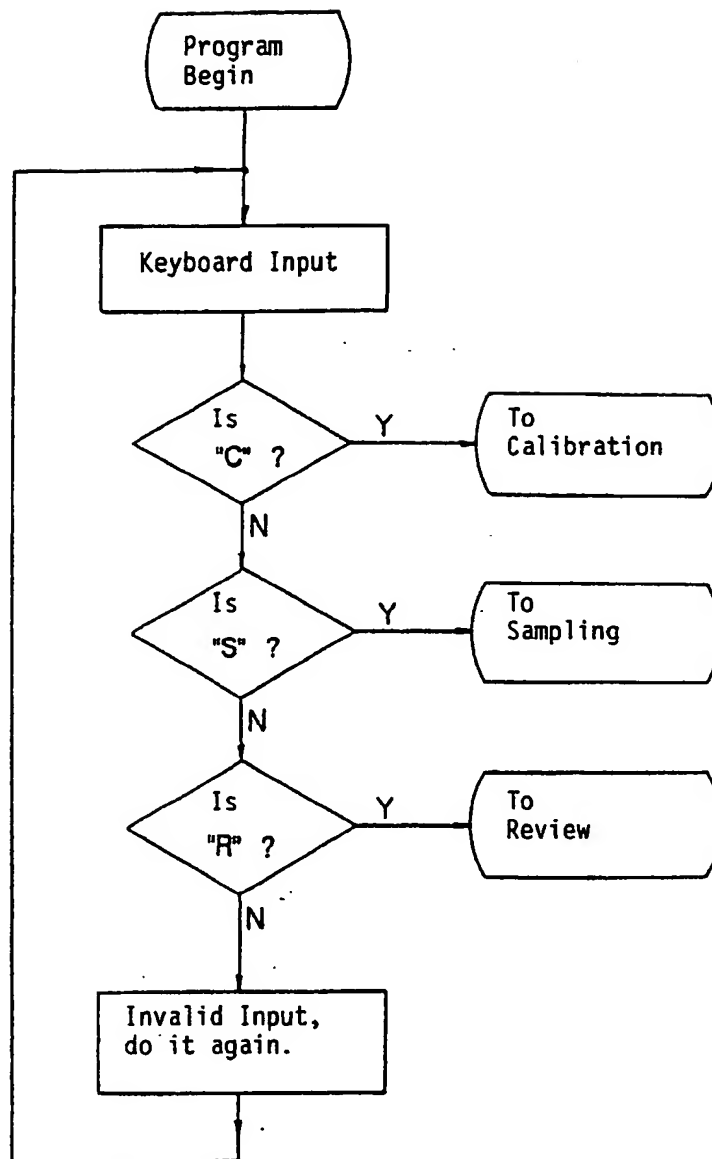 Program
Begin
Keyboard Input
Is
"C" ?
Y
To
Calibration
N
Is
"S" ?
Y
To
Sampling
N
Is
"R" ?
Y
To
Review
N
Invalid Input,
do it again.